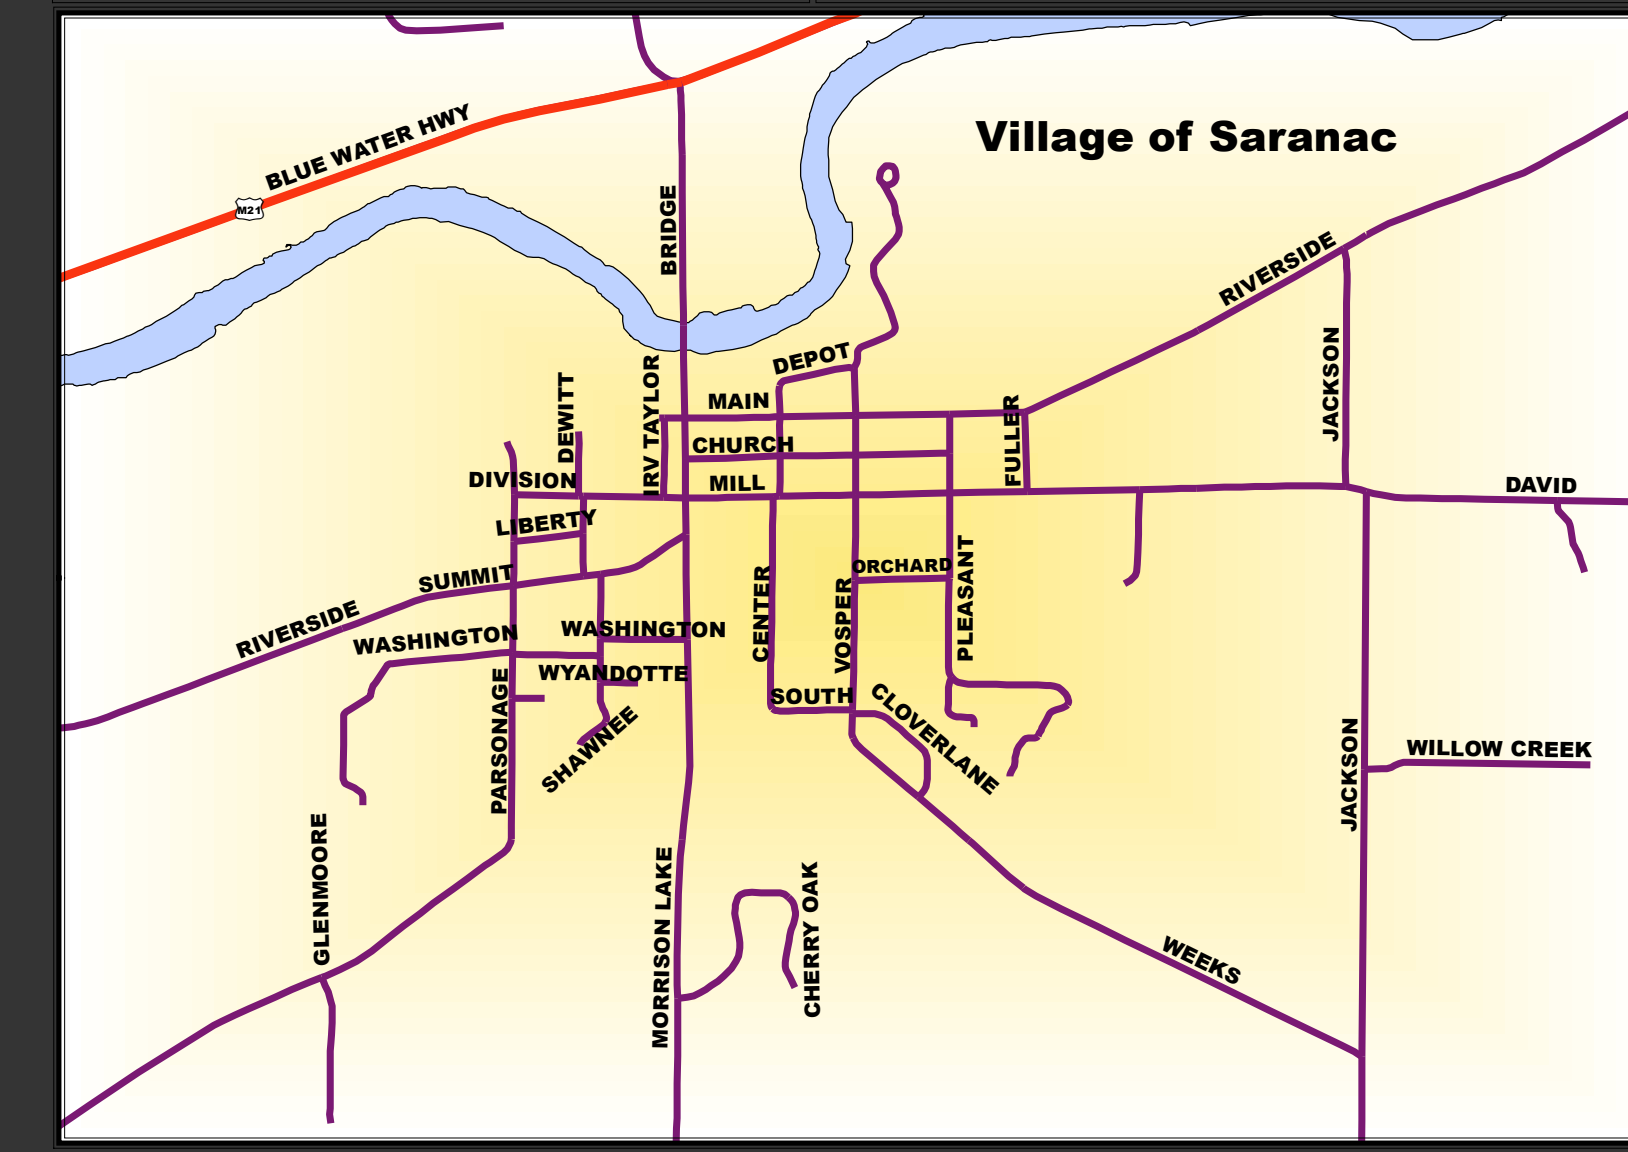 Village of Saranac
BLUE WATER HWY
M21
BRIDGE
RIVERSIDE
JACKSON
DEPOT
MAIN
CHURCH
MILL
FULLER
DEWITT
IRV TAYLOR
DIVISION
LIBERTY
DAVID
SUMMIT
RIVERSIDE
WASHINGTON
WASHINGTON
WYANDOTTE
PARSONAGE
SHAWNEE
CENTER
VOSPER
ORCHARD
PLEASANT
SOUTH
CLOVERLANE
JACKSON
WILLOW CREEK
GLENMOORE
MORRISON LAKE
CHERRY OAK
WEEKS